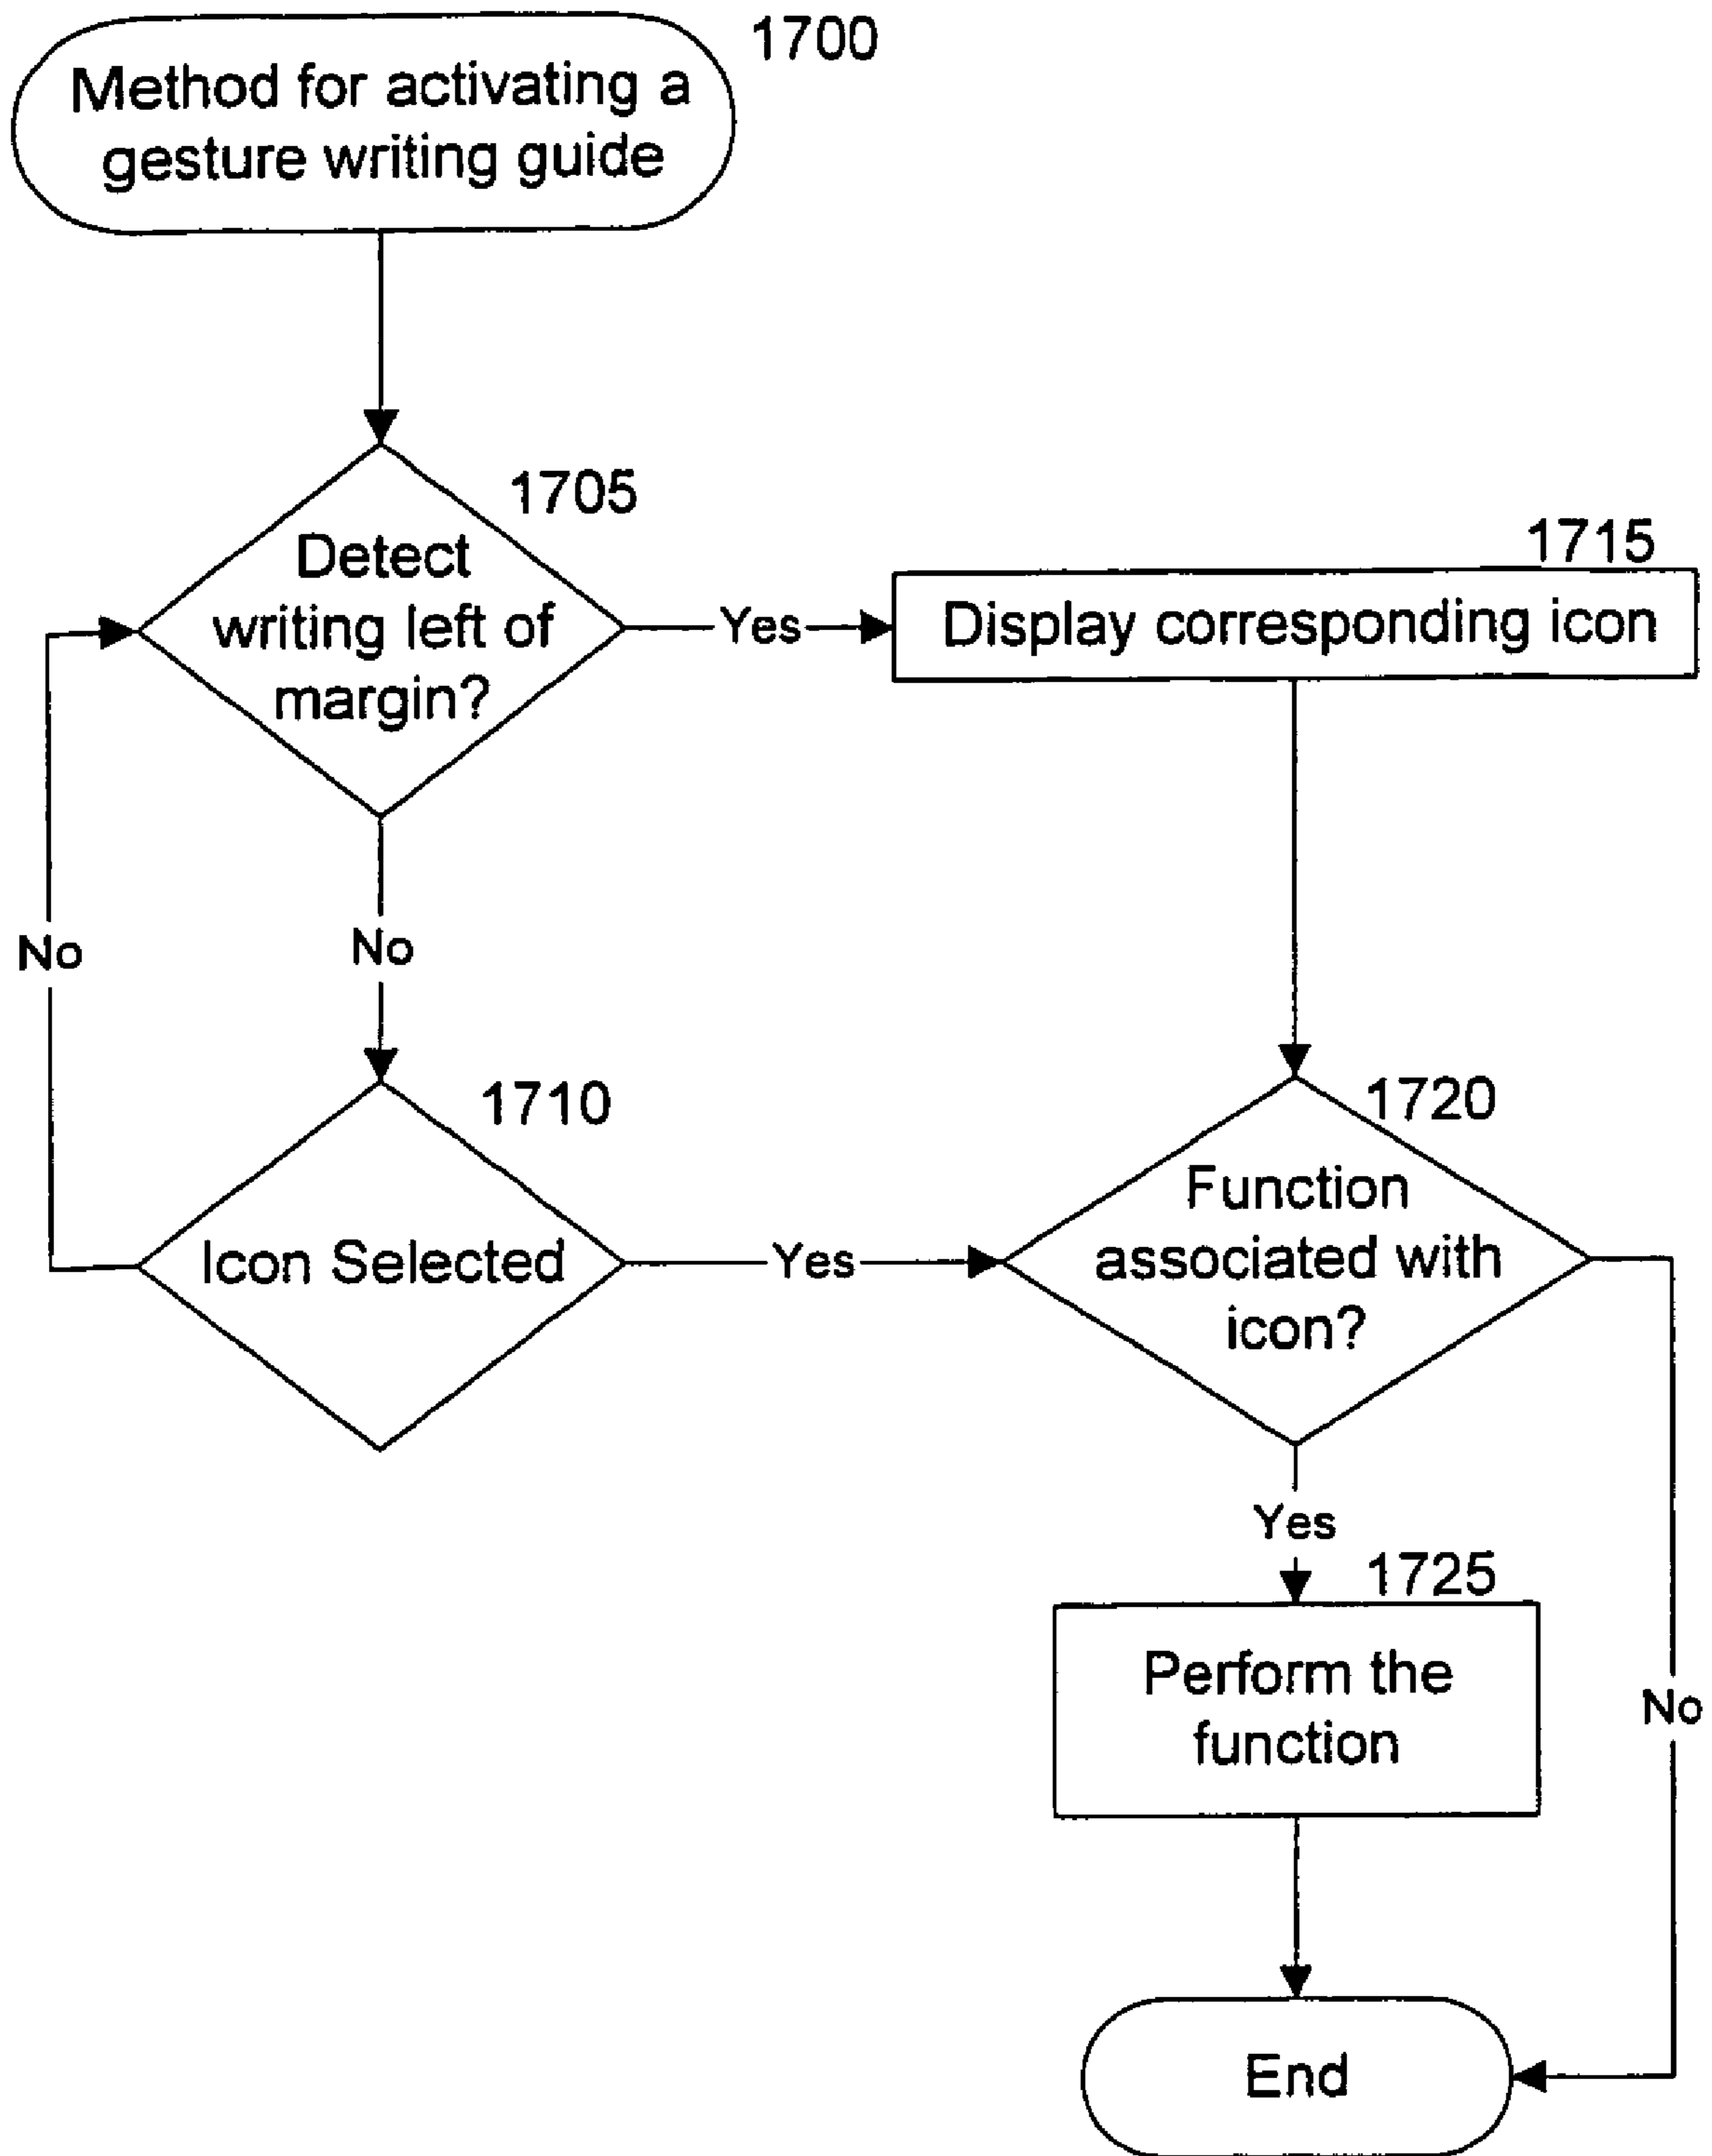 1700
Method for activating a
gesture writing guide
1705
Detect
writing left of
margin?
Yes
1715
Display corresponding icon
No
No
1710
Icon Selected
Yes
1720
Function
associated with
icon?
Yes
1725
Perform the
function
No
End